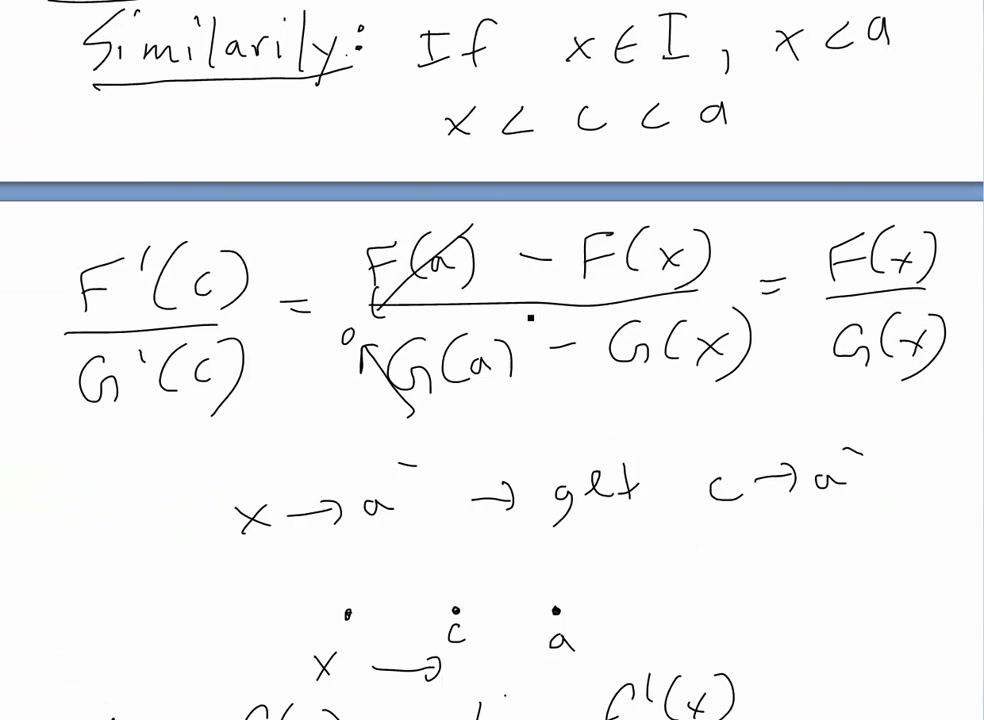 Similarily: If x ∈ I, x < a
x < c < a
F'(c) / G'(c) = F(a) - F(x) / G(a) - G(x) = F(x) / G(x)
0
x → a⁻ → get c → a⁻
x → c a
f'(x)